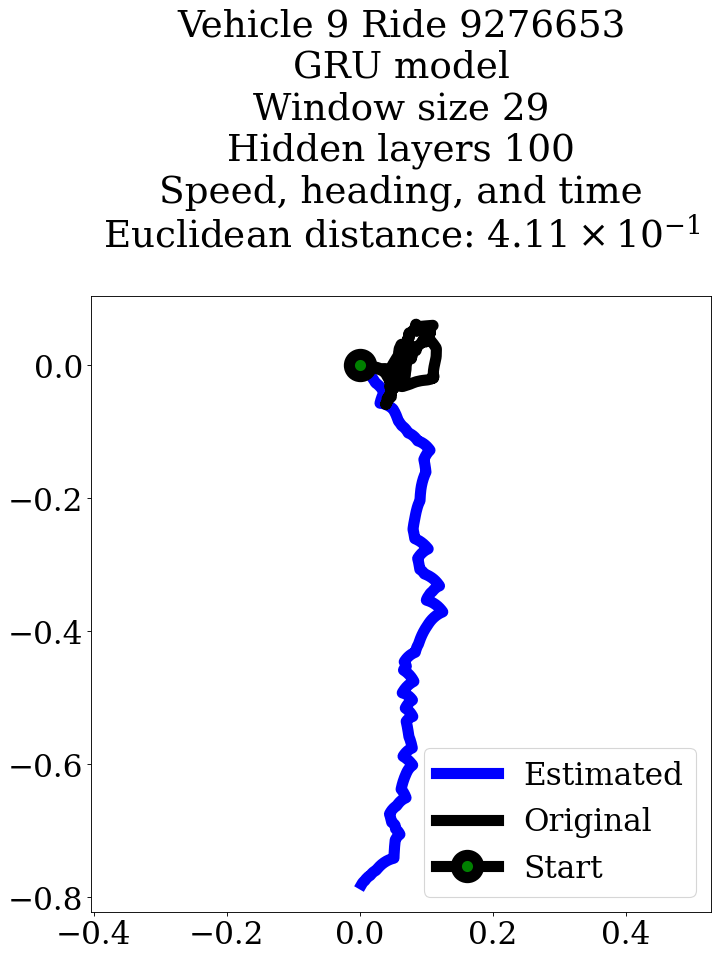 Vehicle 9 Ride 9276653
GRU model
Window size 29
Hidden layers 100
Speed, heading, and time
Euclidean distance: 4.11 × 10⁻¹
0.0
−0.2
−0.4
−0.6
−0.8
−0.4
−0.2
0.0
0.2
0.4
Estimated
Original
Start